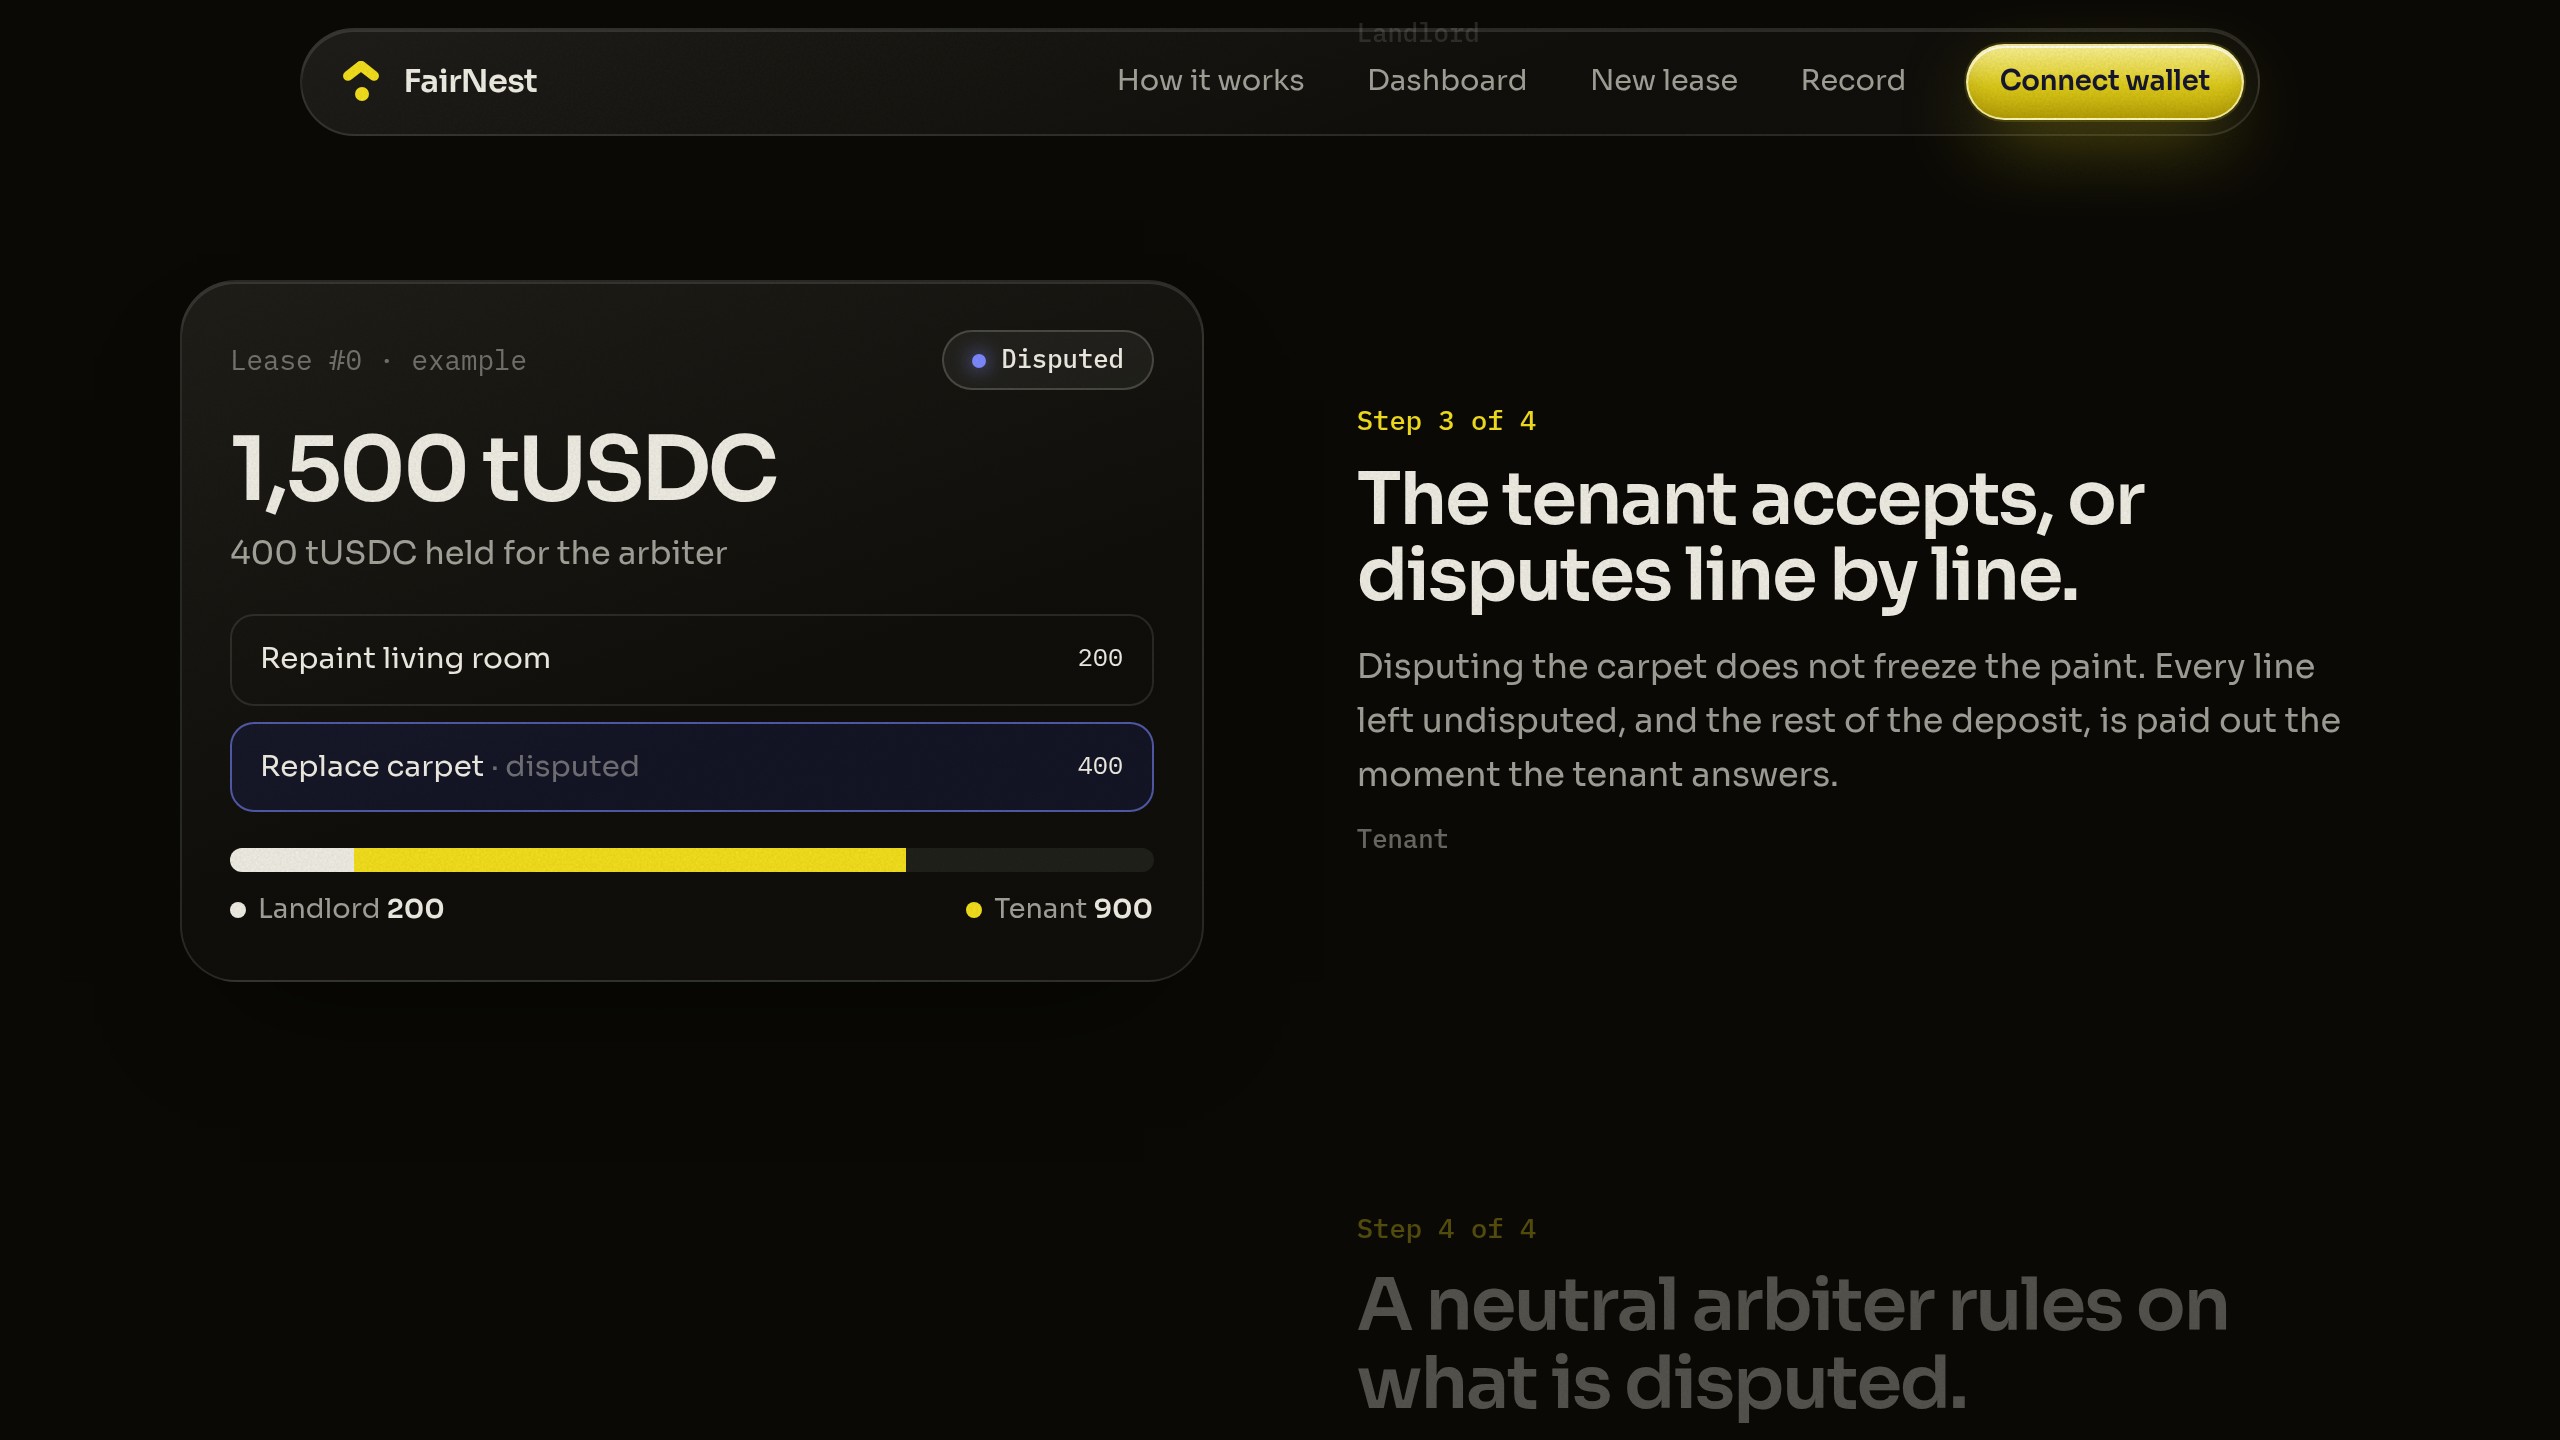 Landlord
FairNest
How it works
Dashboard
New lease
Record
Connect wallet
Lease #0 · example
Disputed
1,500 tUSDC
400 tUSDC held for the arbiter
Repaint living room 200
Replace carpet · disputed 400
Landlord 200
Tenant 900
Step 3 of 4
The tenant accepts, or
disputes line by line.
Disputing the carpet does not freeze the paint. Every line
left undisputed, and the rest of the deposit, is paid out the
moment the tenant answers.
Tenant
Step 4 of 4
A neutral arbiter rules on
what is disputed.